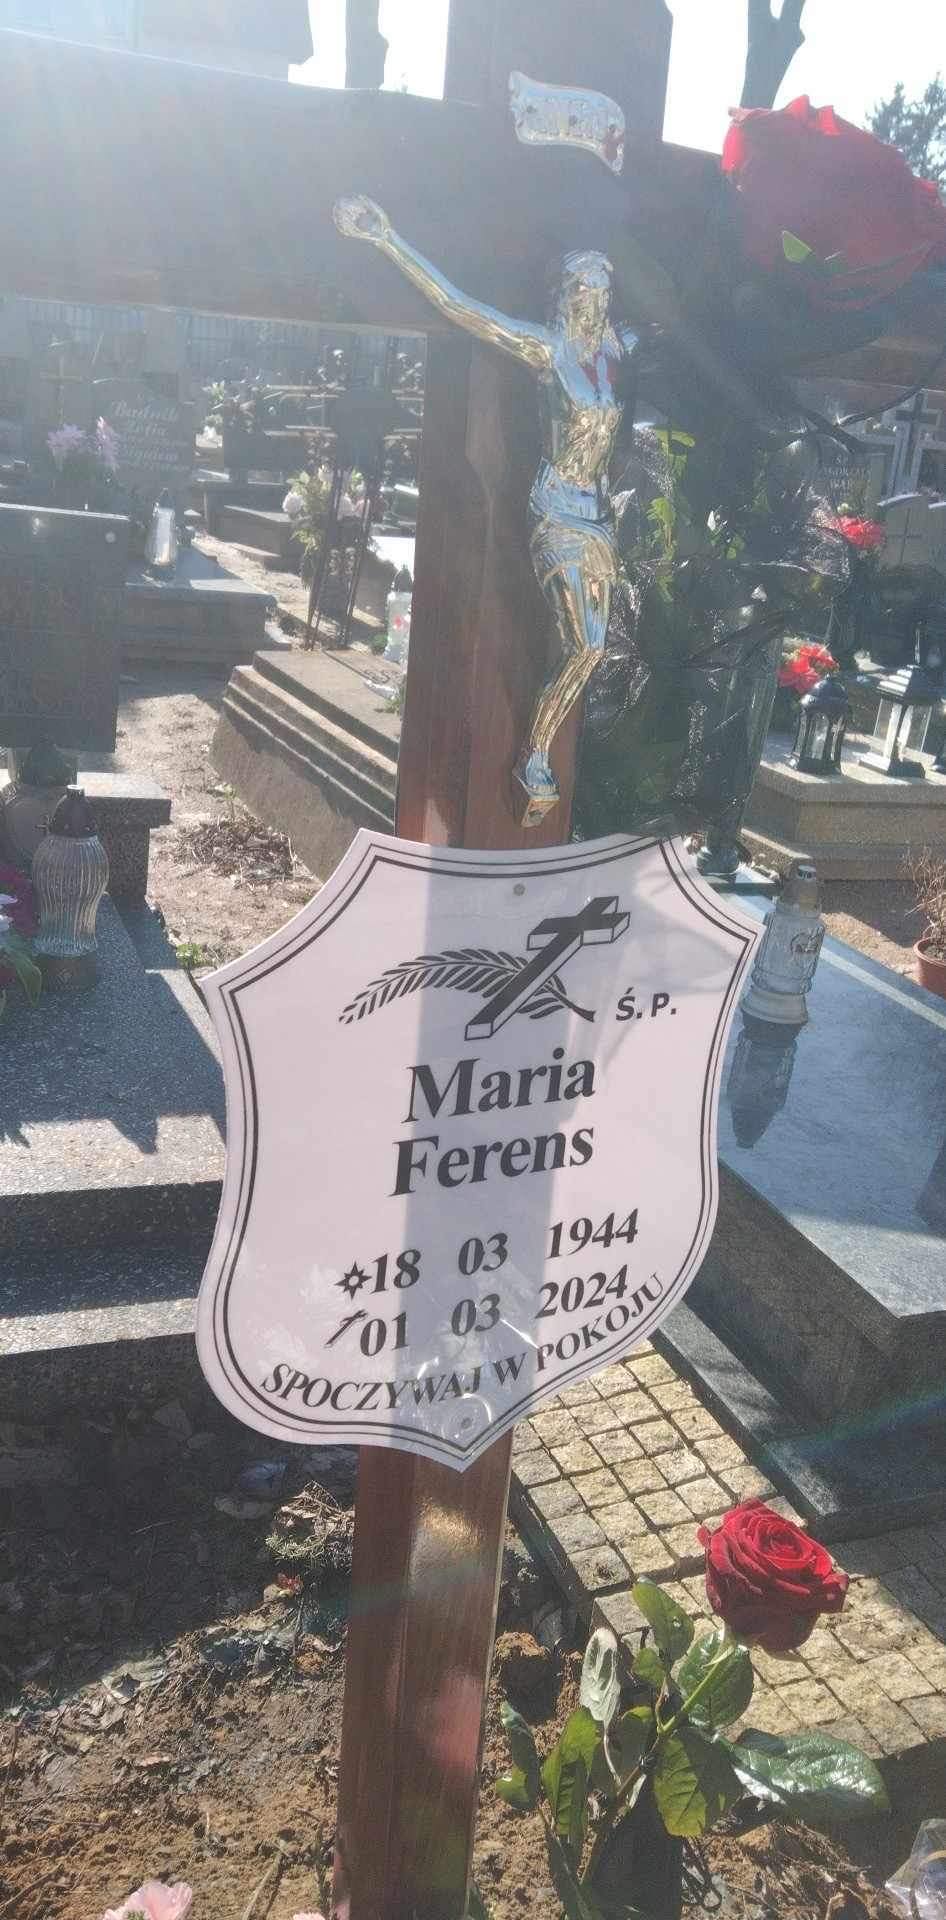 Ś. P.
Maria
Ferens
18 03 1944
01 03 2024
SPOCZYWAJ W POKOJU